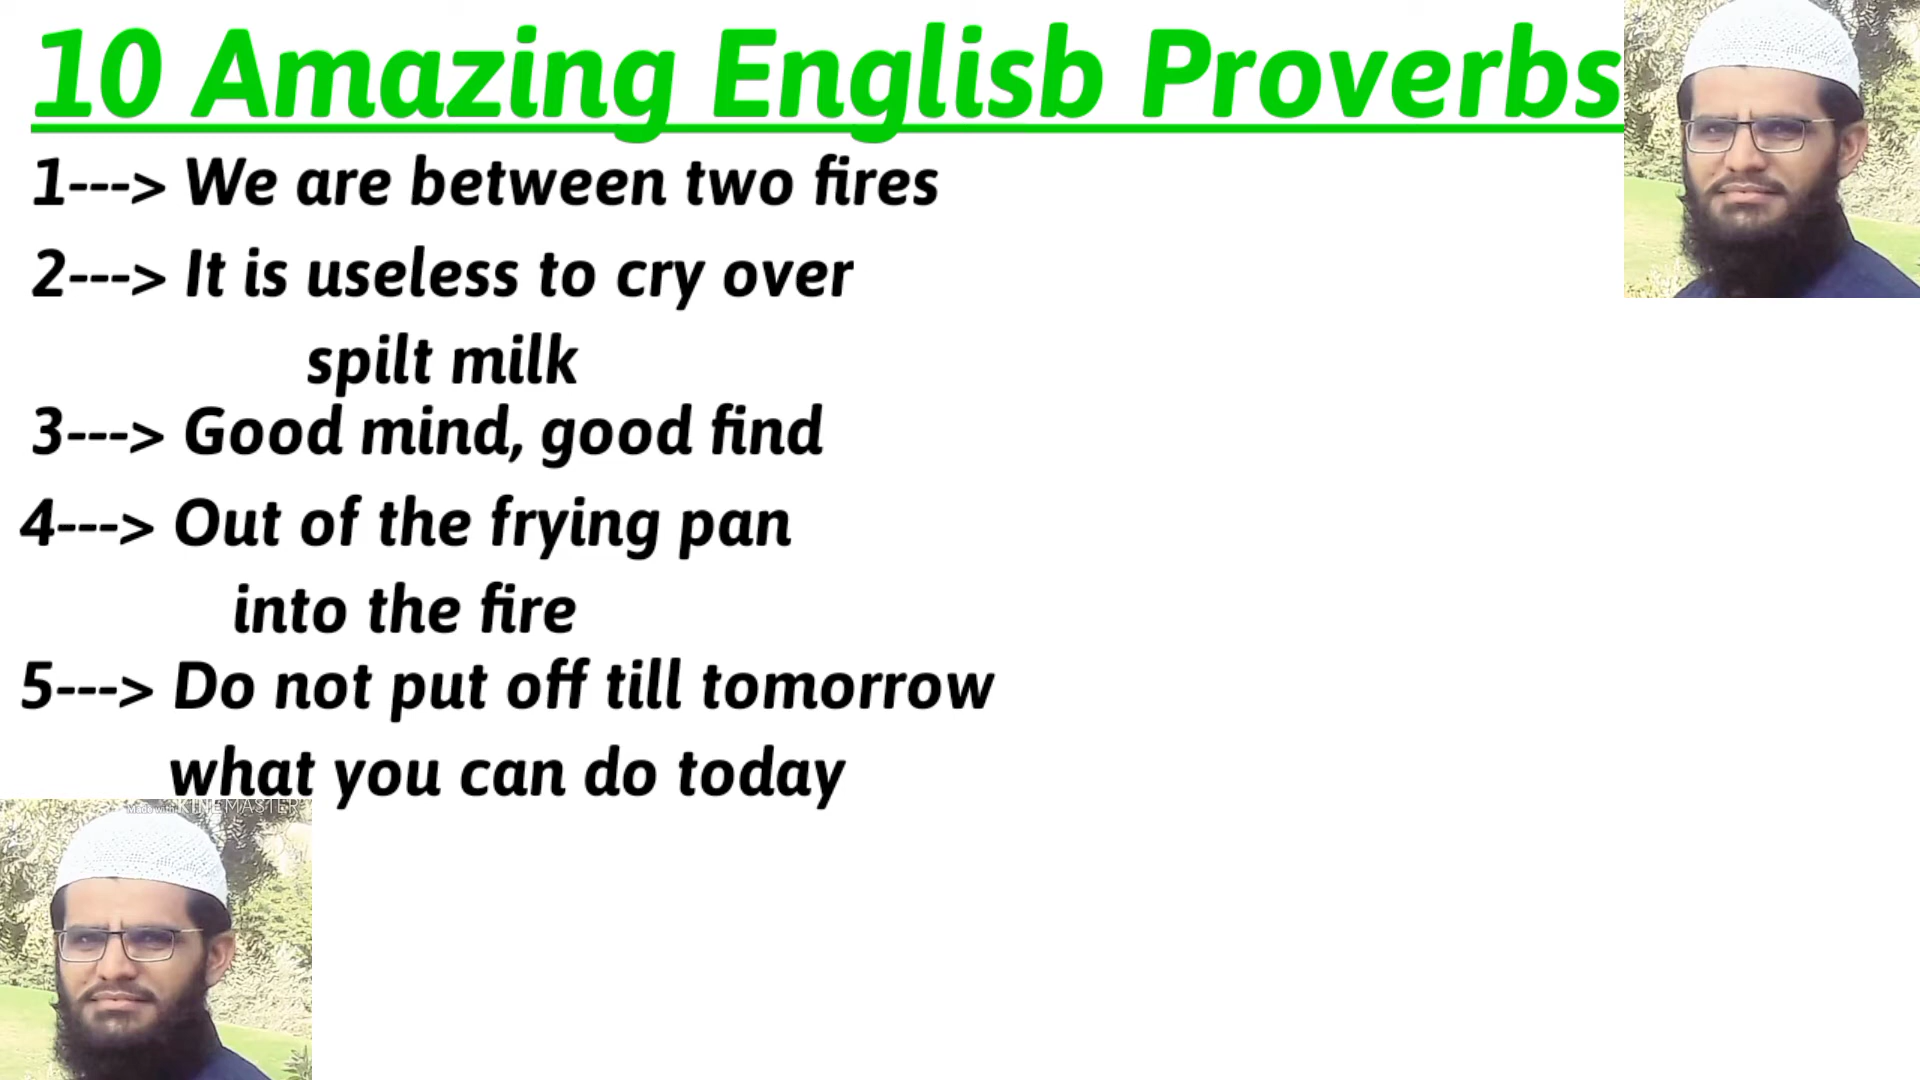 10 Amazing Englisb Proverbs
1---> We are between two fires
2---> It is useless to cry over
spilt milk
3---> Good mind, good find
4---> Out of the frying pan
into the fire
5---> Do not put off till tomorrow
what you can do today
Made with KINEMASTER